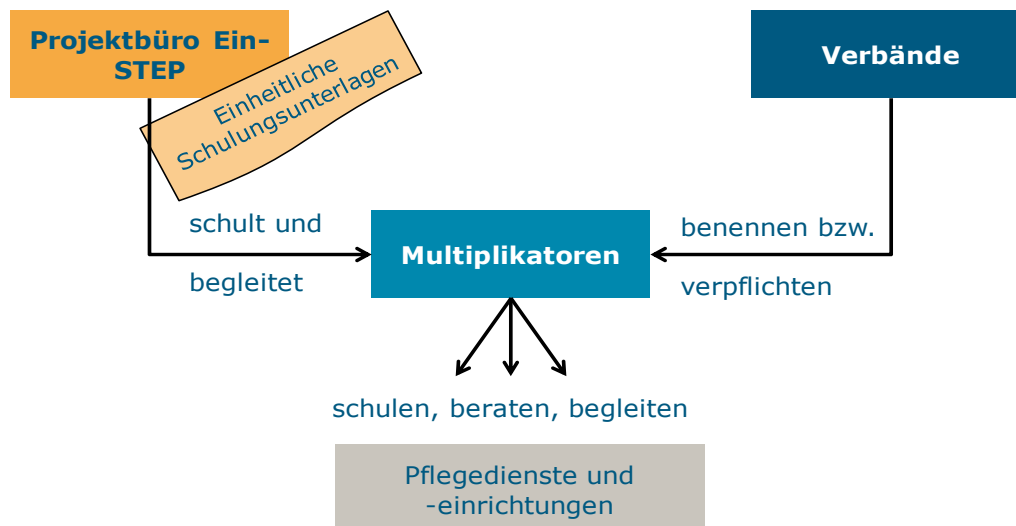 Projektbüro Ein-
STEP
Verbände
Einheitliche
Schulungsunterlagen
schult und
begleitet
Multiplikatoren
benennen bzw.
verpflichten
schulen, beraten, begleiten
Pflegedienste und
-einrichtungen